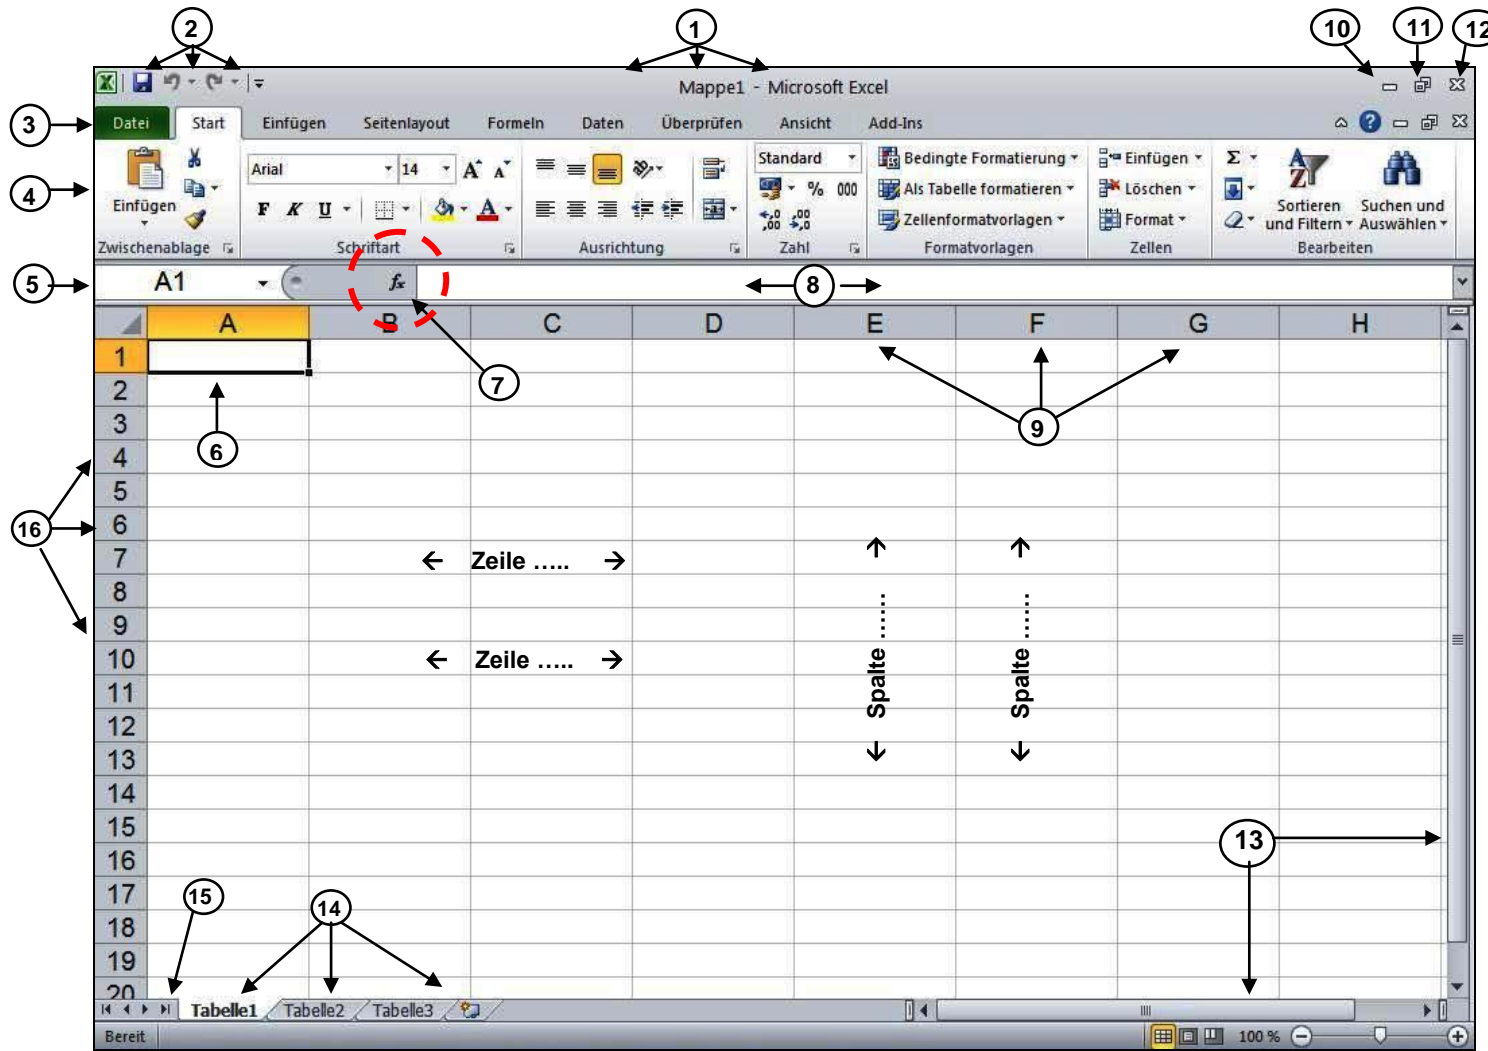 2 1 10 11 12
Mappe1 - Microsoft Excel
3 Datei Start Einfügen Seitenlayout Formeln Daten Überprüfen Ansicht Add-Ins
4
Arial 14 A A Standard Bedingte Formatierung Einfügen Σ
% 000 Als Tabelle formatieren Löschen
Einfügen F K U A ,00 ,0 Zellenformatvorlagen Format Sortieren und Filtern Suchen und Auswählen
Zwischenablage Schriftart Ausrichtung Zahl Formatvorlagen Zellen Bearbeiten
5 A1 fx 8
A B C D E F G H
1
2 7
3 9
4 6
5
6 16
7 Zeile …..
8
9
10 Zeile …..
Spalte ……
Spalte ……
11
12
13
14
15 13
16
17 15 14
18
19
20
Tabelle1 Tabelle2 Tabelle3
Bereit 100 %